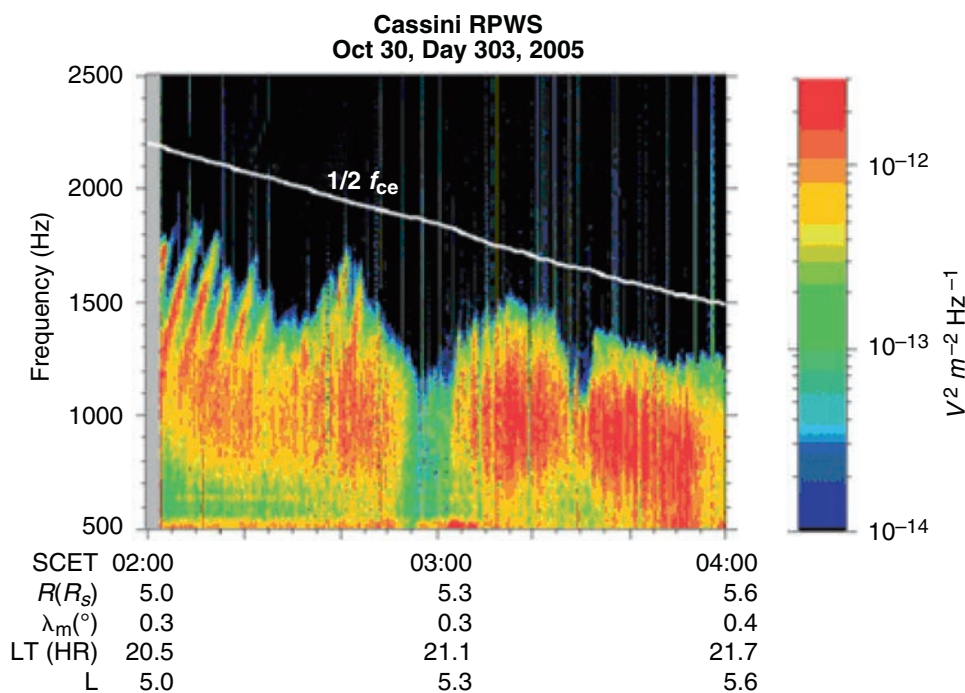 Cassini RPWS
Oct 30, Day 303, 2005
2500
2000
1500
1000
500
Frequency (Hz)
1/2 fce
10−12
10−13
10−14
V2 m−2 Hz−1
SCET 02:00 03:00 04:00
R(Rs) 5.0 5.3 5.6
λm(°) 0.3 0.3 0.4
LT (HR) 20.5 21.1 21.7
L 5.0 5.3 5.6